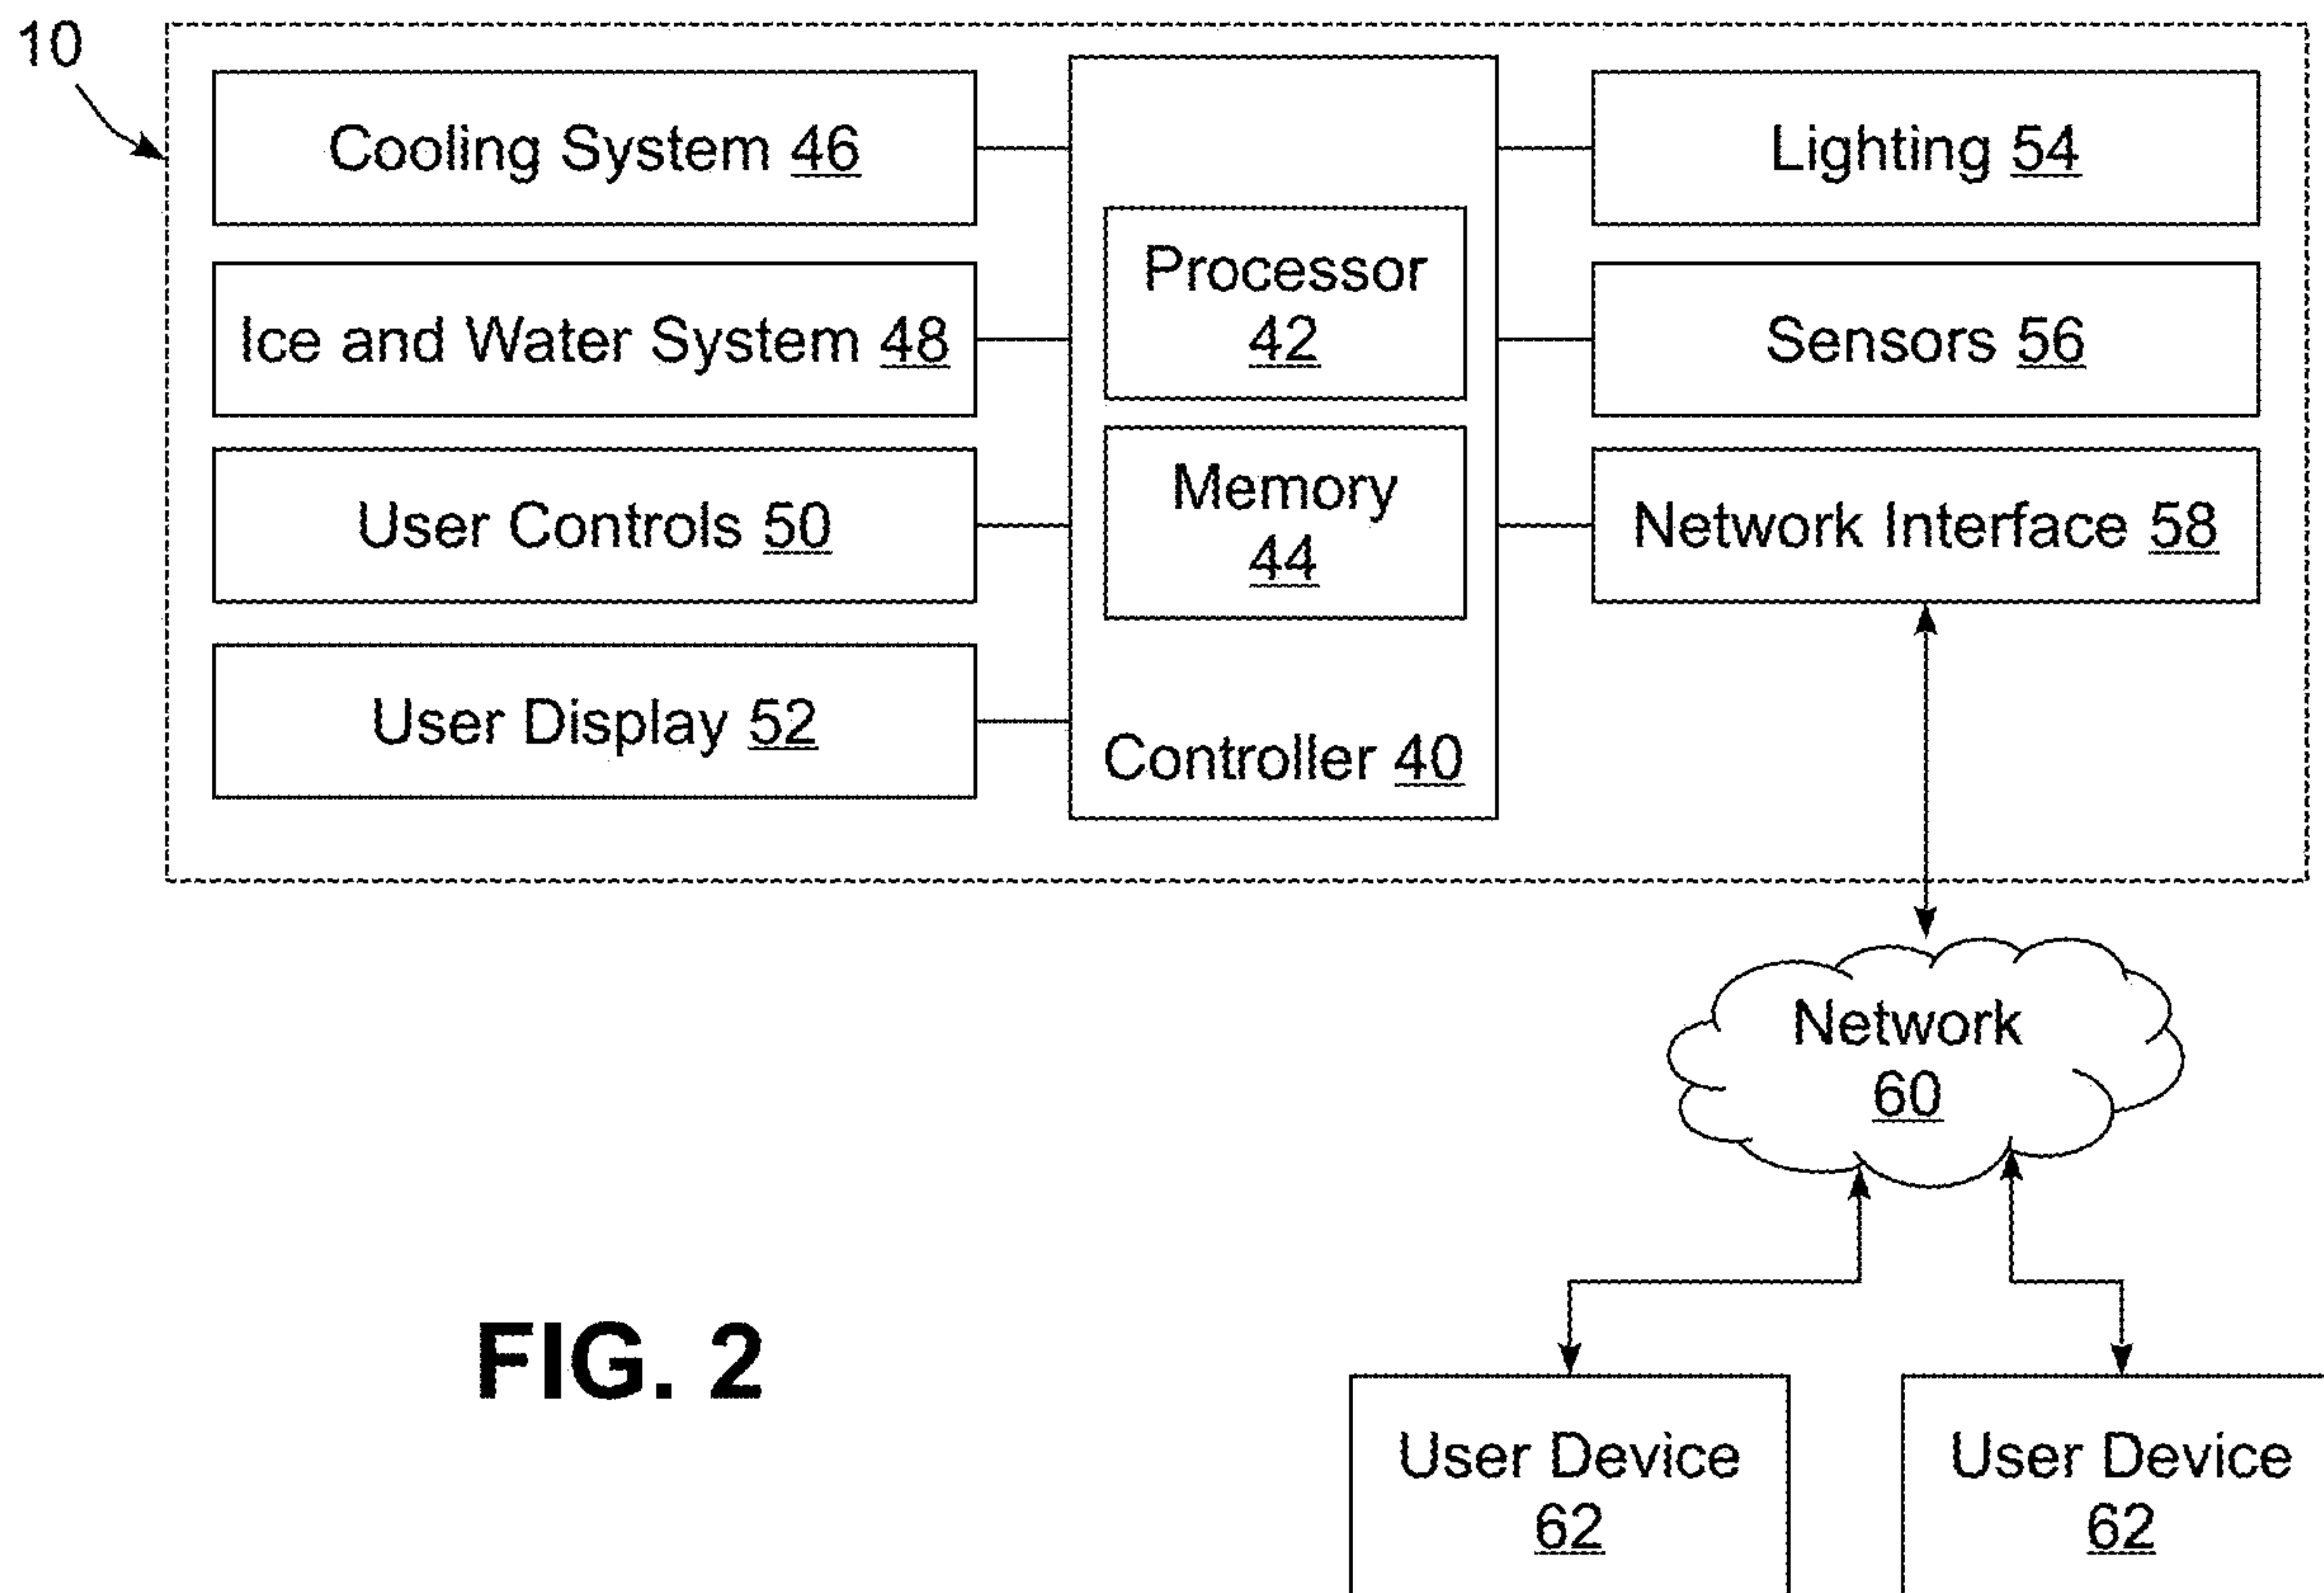 10
Cooling System 46
Ice and Water System 48
User Controls 50
User Display 52
Processor
42
Memory
44
Controller 40
Lighting 54
Sensors 56
Network Interface 58
Network
60
FIG. 2
User Device
62
User Device
62